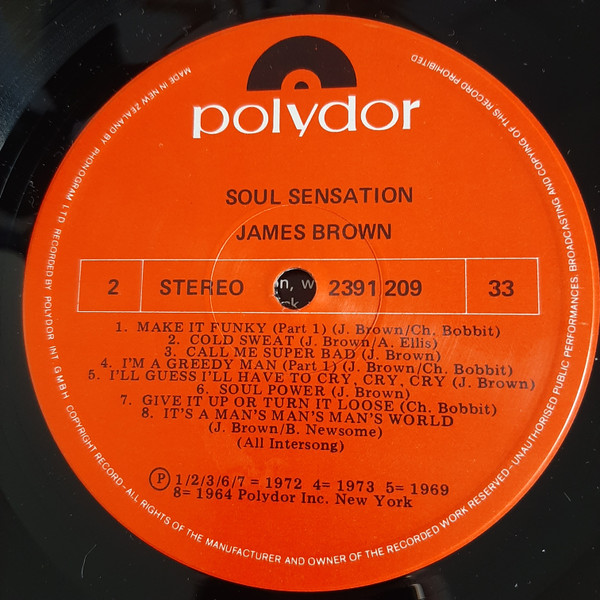 polydor
SOUL SENSATION
JAMES BROWN
2 STEREO 2391 209 33
1. MAKE IT FUNKY (Part 1) (J. Brown/Ch. Bobbit)
2. COLD SWEAT (J. Brown/A. Ellis)
3. CALL ME SUPER BAD (J. Brown)
4. I'M A GREEDY MAN (Part 1) (J. Brown/Ch. Bobbit)
5. I'LL GUESS I'LL HAVE TO CRY, CRY, CRY (J. Brown)
6. SOUL POWER (J. Brown)
7. GIVE IT UP OR TURN IT LOOSE (Ch. Bobbit)
8. IT'S A MAN'S MAN'S MAN'S WORLD
(J. Brown/B. Newsome)
(All Intersong)
Ⓟ 1/2/3/6/7 = 1972 4= 1973 5= 1969
8= 1964 Polydor Inc. New York
MADE IN NEW ZEALAND BY PHONOGRAM LTD RECORDED BY POLYDOR INT. GMBH COPYRIGHT RECORD - ALL RIGHTS OF THE MANUFACTURER AND OWNER OF THE RECORDED WORK RESERVED - UNAUTHORISED PUBLIC PERFORMANCES. BROADCASTING AND COPYING OF THIS RECORD PROHIBITED